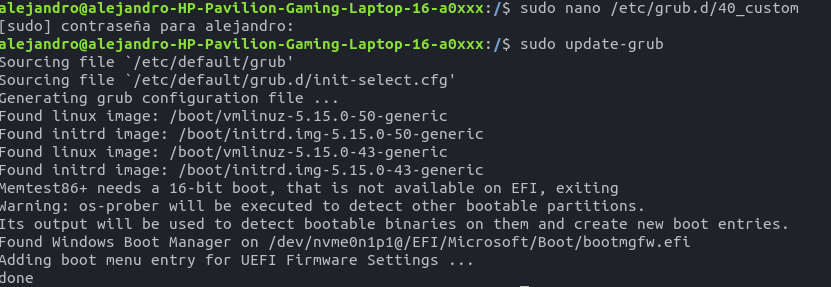 alejandro@alejandro-HP-Pavilion-Gaming-Laptop-16-a0xxx:/$ sudo nano /etc/grub.d/40_custom
[sudo] contraseña para alejandro:
alejandro@alejandro-HP-Pavilion-Gaming-Laptop-16-a0xxx:/$ sudo update-grub
Sourcing file `/etc/default/grub'
Sourcing file `/etc/default/grub.d/init-select.cfg'
Generating grub configuration file ...
Found linux image: /boot/vmlinuz-5.15.0-50-generic
Found initrd image: /boot/initrd.img-5.15.0-50-generic
Found linux image: /boot/vmlinuz-5.15.0-43-generic
Found initrd image: /boot/initrd.img-5.15.0-43-generic
Memtest86+ needs a 16-bit boot, that is not available on EFI, exiting
Warning: os-prober will be executed to detect other bootable partitions.
Its output will be used to detect bootable binaries on them and create new boot entries.
Found Windows Boot Manager on /dev/nvme0n1p1@/EFI/Microsoft/Boot/bootmgfw.efi
Adding boot menu entry for UEFI Firmware Settings ...
done